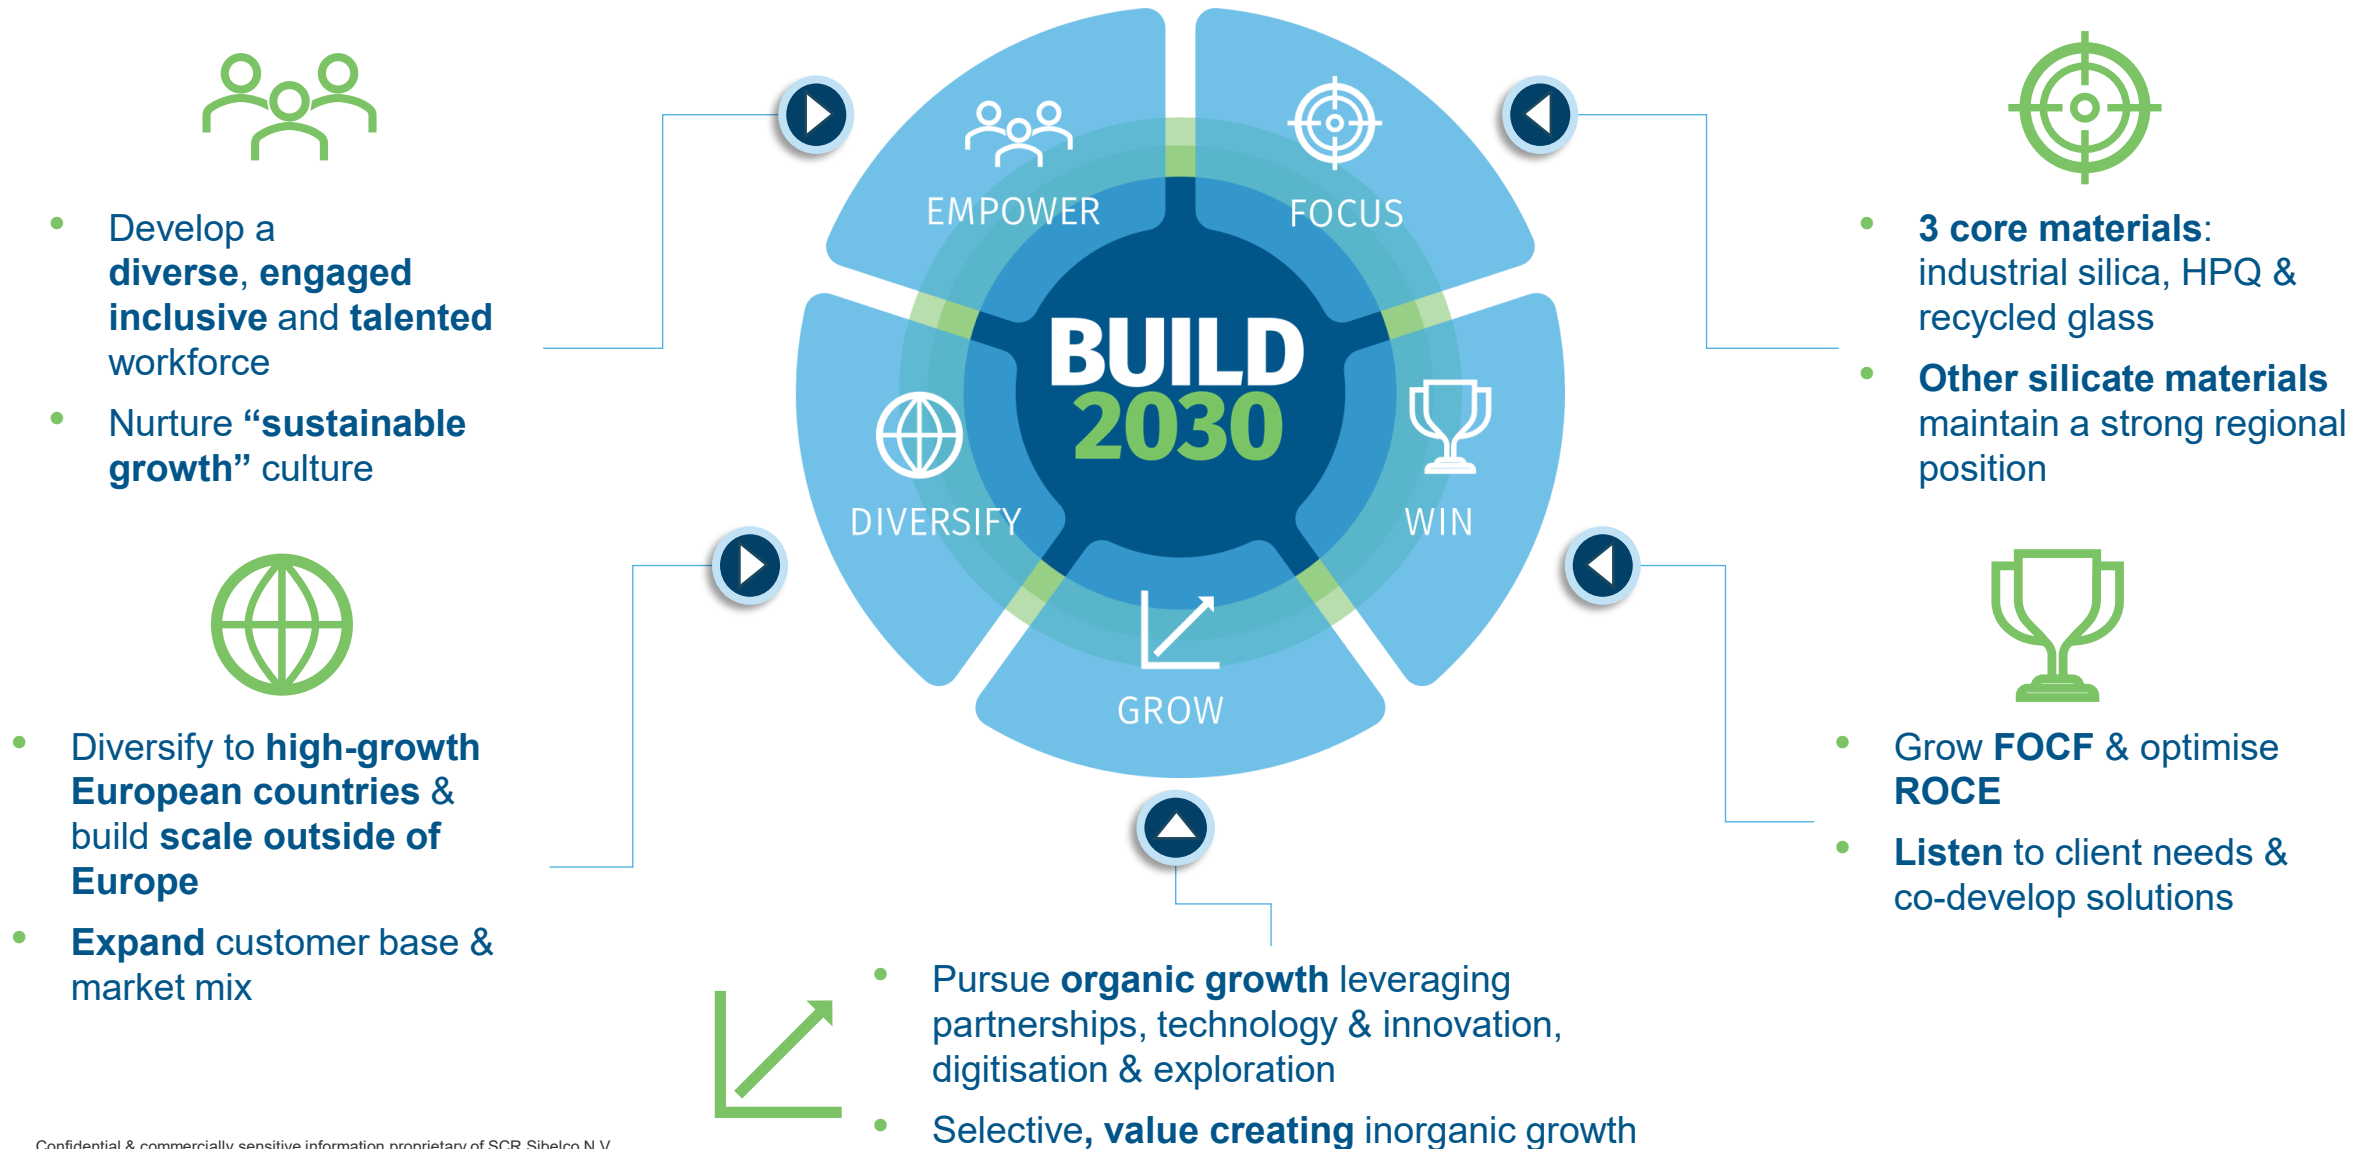 Develop a
diverse, engaged
inclusive and talented
workforce
Nurture “sustainable
growth” culture
Diversify to high-growth
European countries &
build scale outside of
Europe
Expand customer base &
market mix
EMPOWER
FOCUS
BUILD
2030
DIVERSIFY
WIN
GROW
3 core materials:
industrial silica, HPQ &
recycled glass
Other silicate materials
maintain a strong regional
position
Grow FOCF & optimise
ROCE
Listen to client needs &
co-develop solutions
Pursue organic growth leveraging
partnerships, technology & innovation,
digitisation & exploration
Selective, value creating inorganic growth
Confidential & commercially sensitive information proprietary of SCR Sibelco N.V.